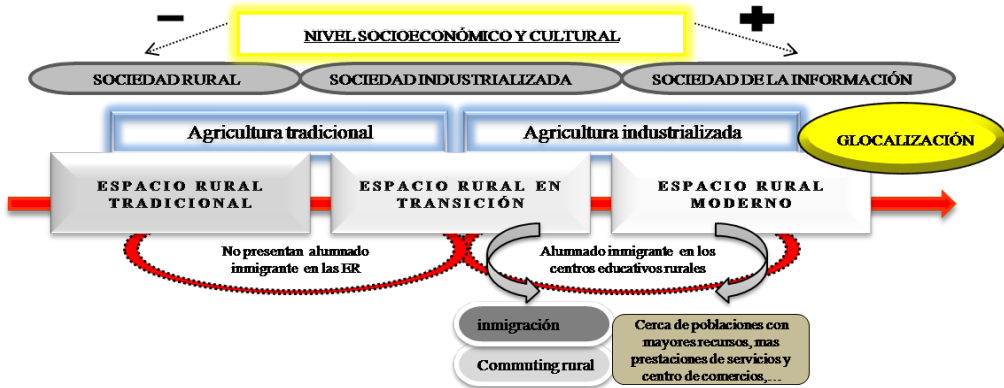 NIVEL SOCIOECONÓMICO Y CULTURAL
SOCIEDAD RURAL
SOCIEDAD INDUSTRIALIZADA
SOCIEDAD DE LA INFORMACIÓN
Agricultura tradicional
Agricultura industrializada
GLOCALIZACIÓN
ESPACIO RURAL
TRADICIONAL
ESPACIO RURAL EN
TRANSICIÓN
ESPACIO RURAL
MODERNO
No presentan alumnado
inmigrante en las ER
Alumnado inmigrante en los
centros educativos rurales
inmigración
Commuting rural
Cerca de poblaciones con
mayores recursos, mas
prestaciones de servicios y
centro de comercios,…